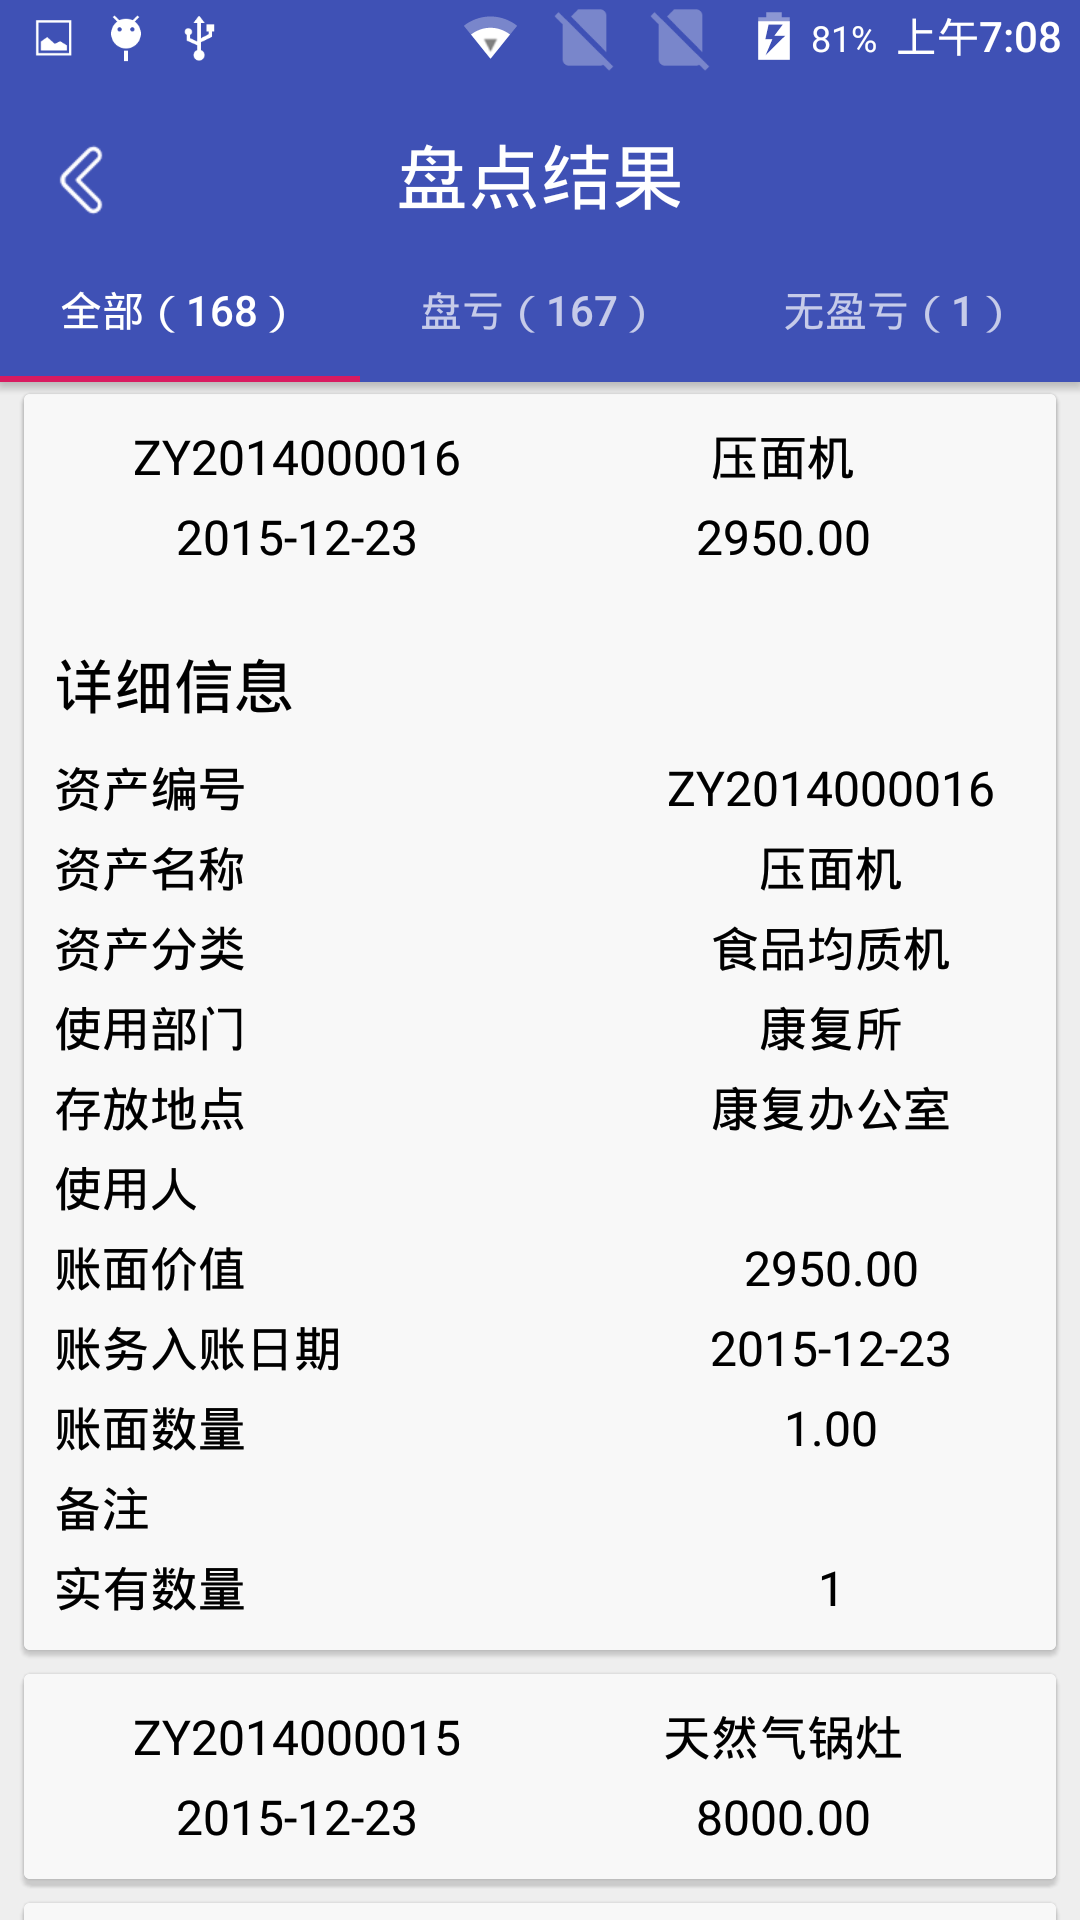 81% 上午7:08
盘点结果
全部（168） 盘亏（167） 无盈亏（1）
ZY2014000016 压面机
2015-12-23 2950.00
详细信息
资产编号 ZY2014000016
资产名称 压面机
资产分类 食品均质机
使用部门 康复所
存放地点 康复办公室
使用人
账面价值 2950.00
账务入账日期 2015-12-23
账面数量 1.00
备注
实有数量 1
ZY2014000015 天然气锅灶
2015-12-23 8000.00